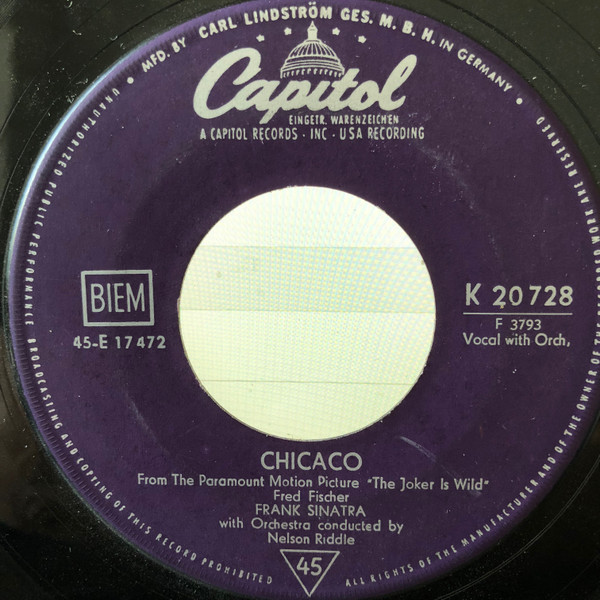 MFD. BY CARL LINDSTRÖM GES. M. B. H. IN GERMANY
Capitol
EINGETR. WARENZEICHEN
A CAPITOL RECORDS · INC · USA RECORDING
BIEM
45-E 17472
K 20728
F 3793
Vocal with Orch.
CHICACO
From The Paramount Motion Picture "The Joker Is Wild"
Fred Fischer
FRANK SINATRA
with Orchestra conducted by
Nelson Riddle
45
UNAUTHORIZED PUBLIC PERFORMANCE BROADCASTING AND COPYING OF THIS RECORD PROHIBITED
ALL RIGHTS OF THE MANUFACTURER AND OF THE OWNER OF THE RECORDED WORK ARE RESERVED